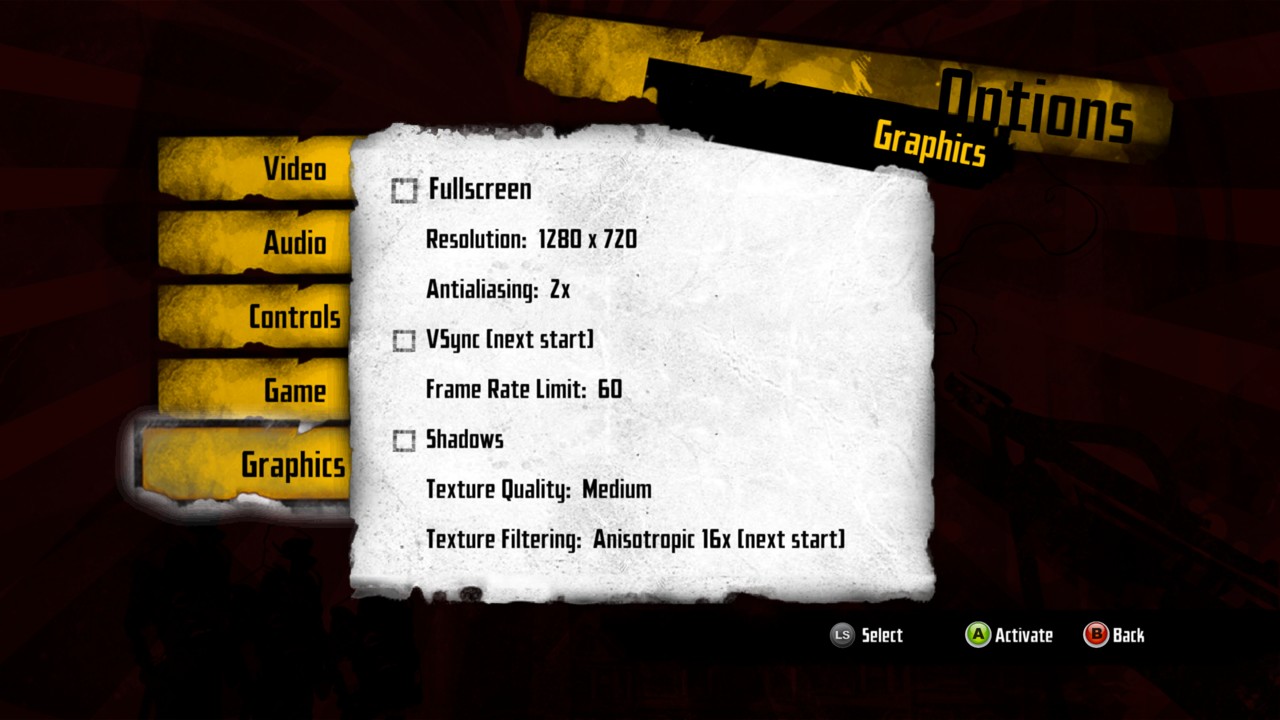 Options
Graphics
Video
Audio
Controls
Game
Graphics
Fullscreen
Resolution: 1280 x 720
Antialiasing: 2x
VSync [next start]
Frame Rate Limit: 60
Shadows
Texture Quality: Medium
Texture Filtering: Anisotropic 16x [next start]
LS Select A Activate B Back